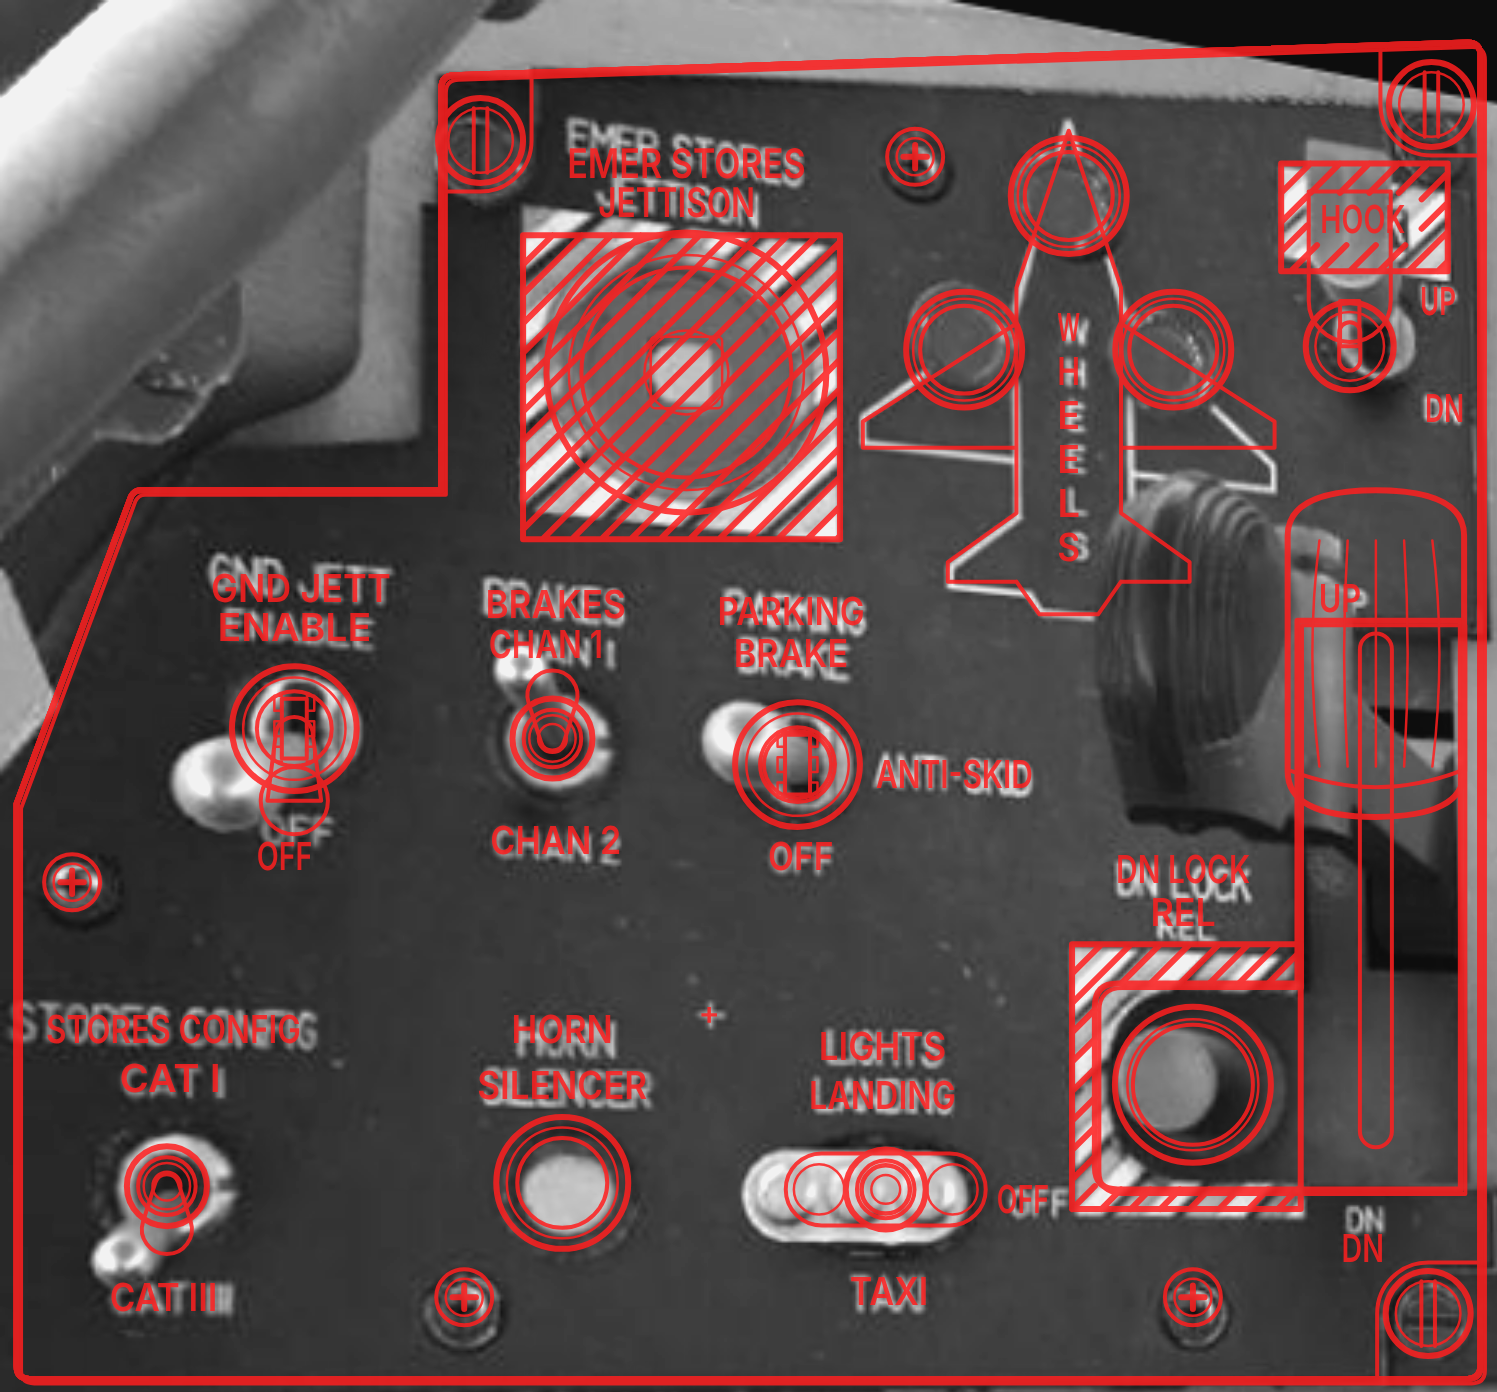 EMER STORES
JETTISON
HOOK
UP
DN
WHEELS
GND JETT
ENABLE
OFF
BRAKES
CHAN 1
CHAN 2
PARKING
BRAKE
ANTI-SKID
OFF
UP
DN LOCK
REL
STORES CONFIG
CAT I
CAT III
HORN
SILENCER
LIGHTS
LANDING
OFF
TAXI
DN